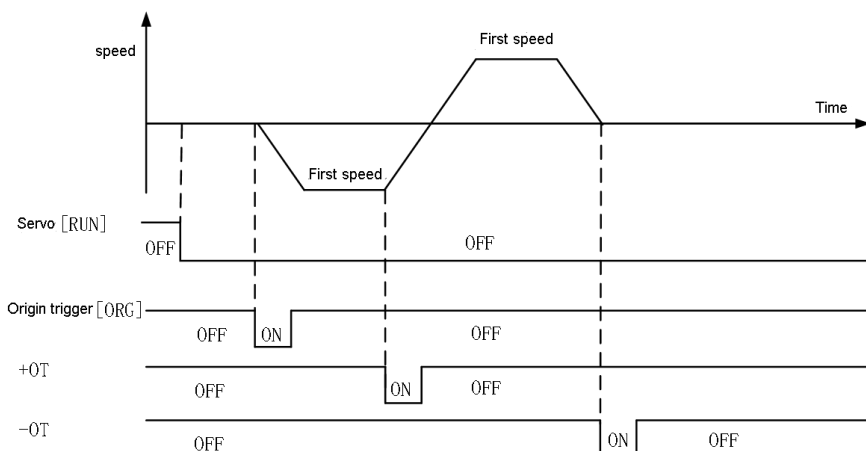 First speed
speed
Time
First speed
Servo [RUN]
OFF OFF
Origin trigger [ORG]
OFF ON OFF
+OT
OFF ON OFF
-OT
OFF ON OFF